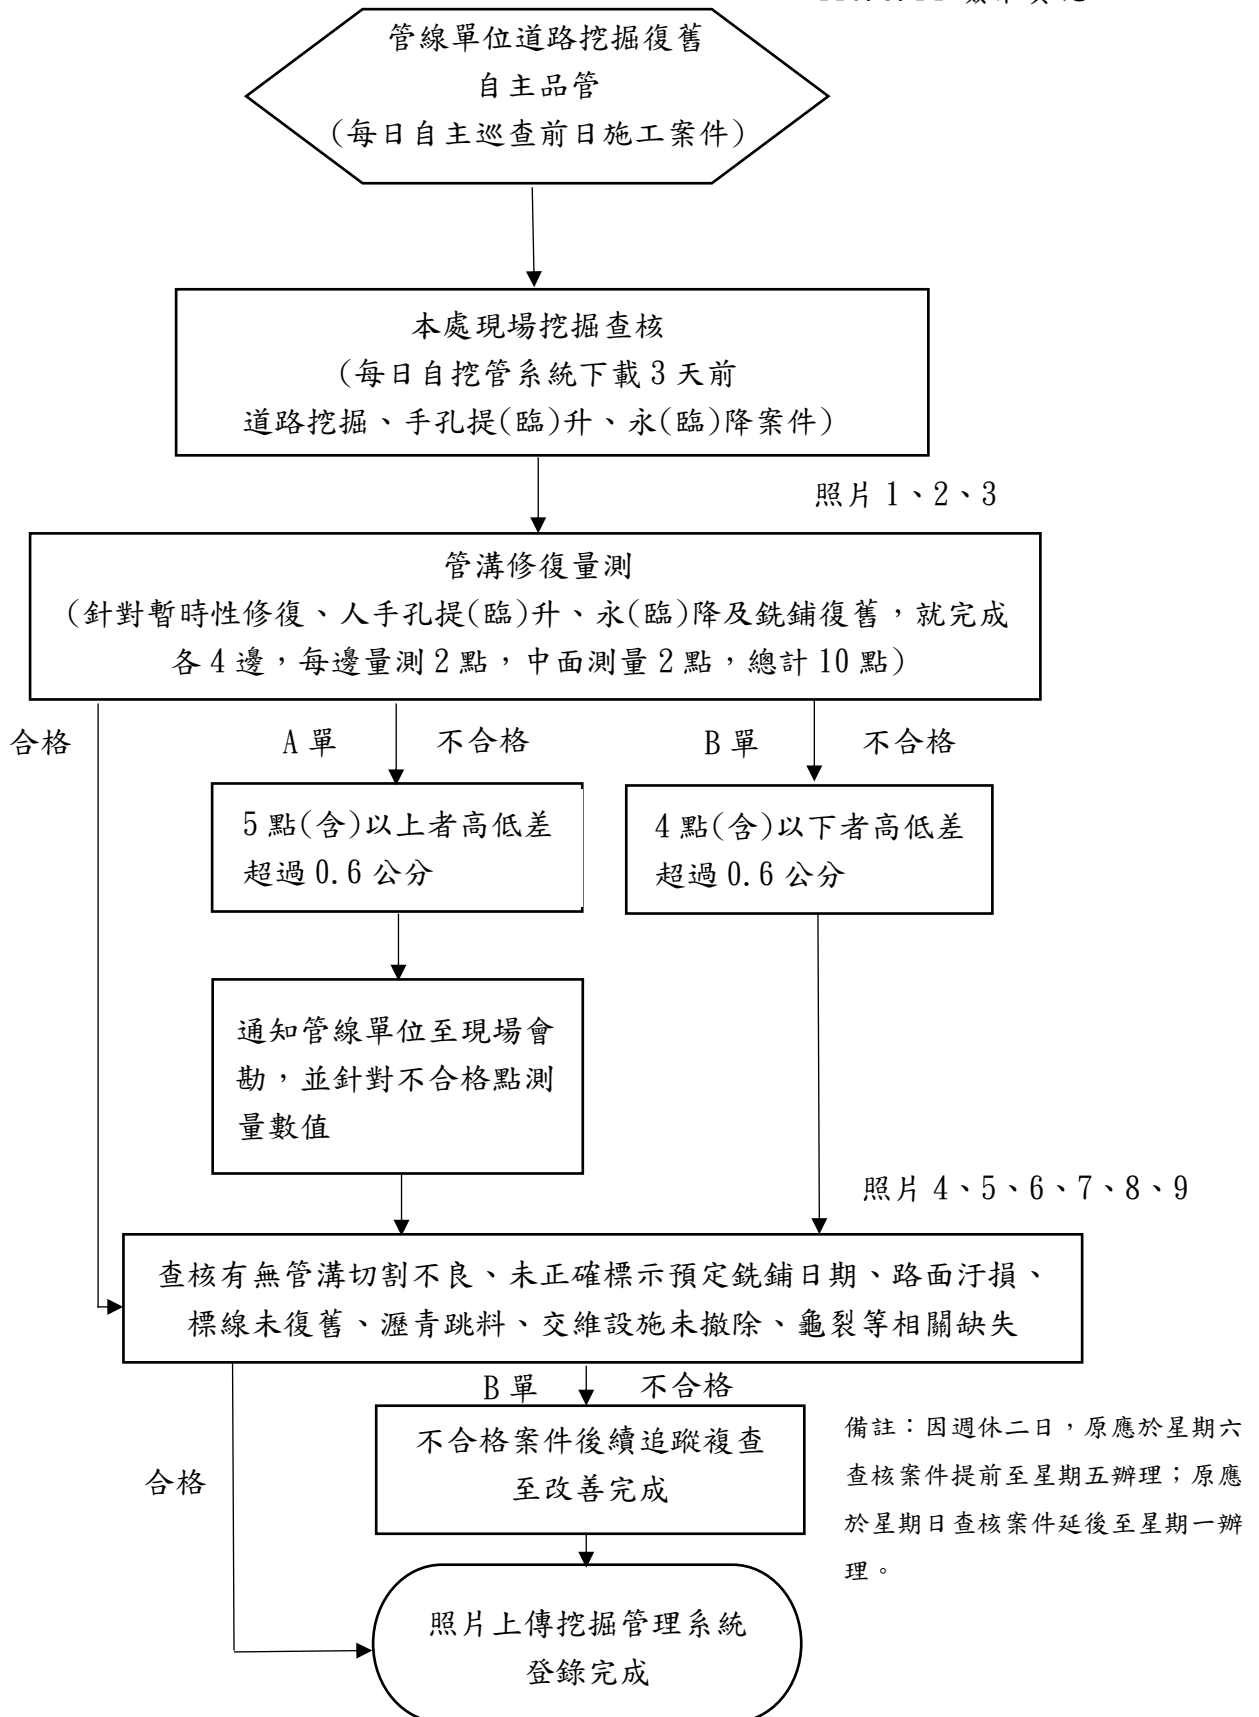 管線單位道路挖掘復舊
自主品管
(每日自主巡查前日施工案件)
本處現場挖掘查核
(每日自挖管系統下載 3 天前
道路挖掘、手孔提(臨)升、永(臨)降案件)
照片 1、2、3
管溝修復量測
(針對暫時性修復、人手孔提(臨)升、永(臨)降及銑鋪復舊，就完成
各 4 邊，每邊量測 2 點，中面測量 2 點，總計 10 點)
合格
A 單
不合格
B 單
不合格
5 點(含)以上者高低差
超過 0.6 公分
4 點(含)以下者高低差
超過 0.6 公分
通知管線單位至現場會
勘，並針對不合格點測
量數值
照片 4、5、6、7、8、9
查核有無管溝切割不良、未正確標示預定銑鋪日期、路面汙損、
標線未復舊、瀝青跳料、交維設施未撤除、龜裂等相關缺失
B 單
不合格
合格
不合格案件後續追蹤複查
至改善完成
備註：因週休二日，原應於星期六
查核案件提前至星期五辦理；原應
於星期日查核案件延後至星期一辦
理。
照片上傳挖掘管理系統
登錄完成